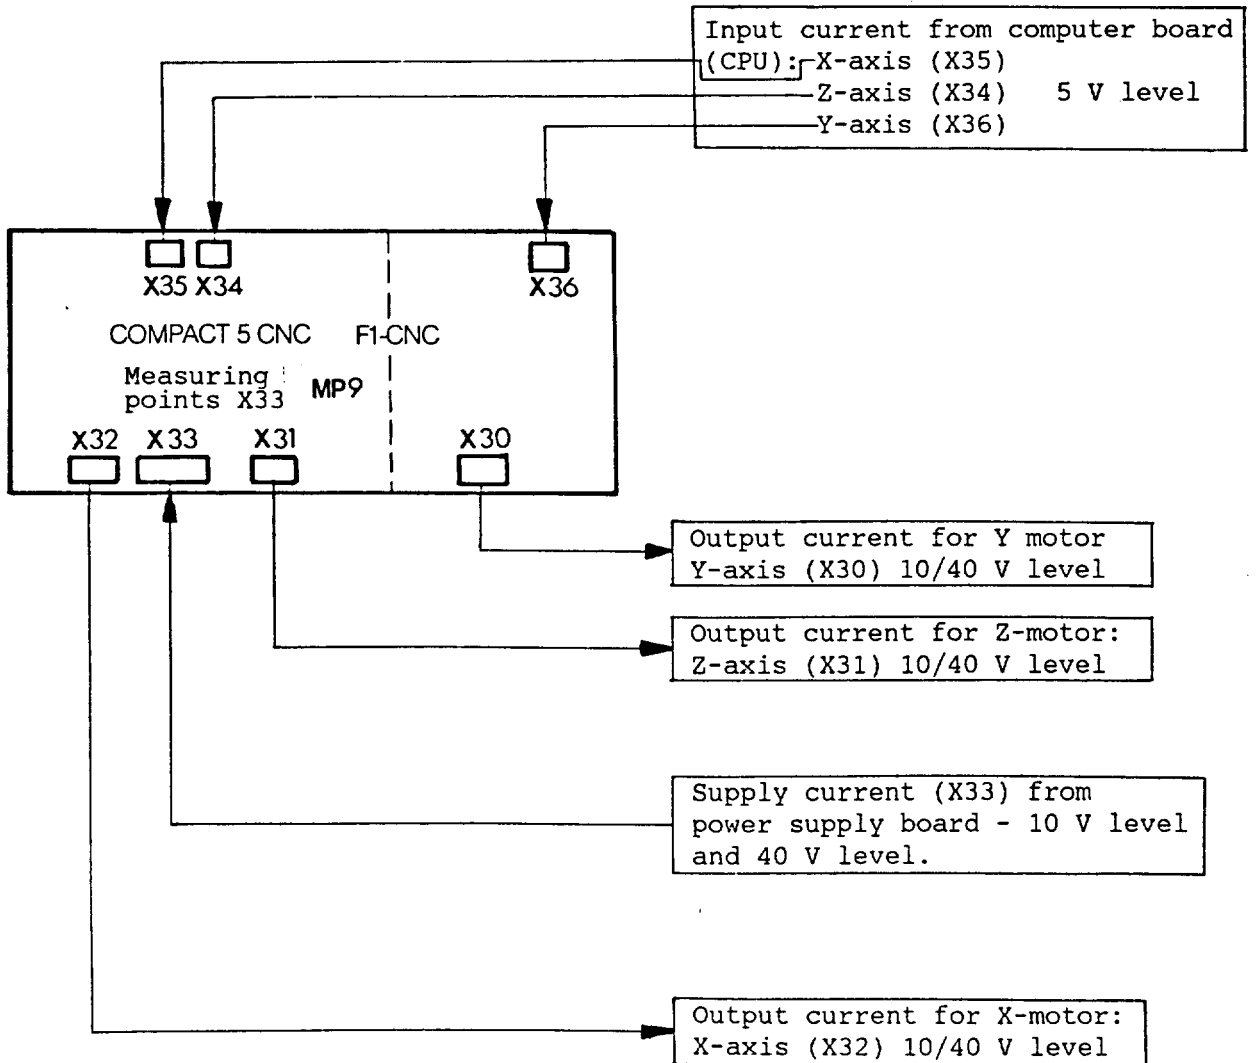 Input current from computer board
(CPU): X-axis (X35)
Z-axis (X34) 5 V level
Y-axis (X36)
X35 X34
X36
COMPACT 5 CNC F1-CNC
Measuring
points X33 MP9
X32 X33 X31 X30
Output current for Y motor
Y-axis (X30) 10/40 V level
Output current for Z-motor:
Z-axis (X31) 10/40 V level
Supply current (X33) from
power supply board - 10 V level
and 40 V level.
Output current for X-motor:
X-axis (X32) 10/40 V level